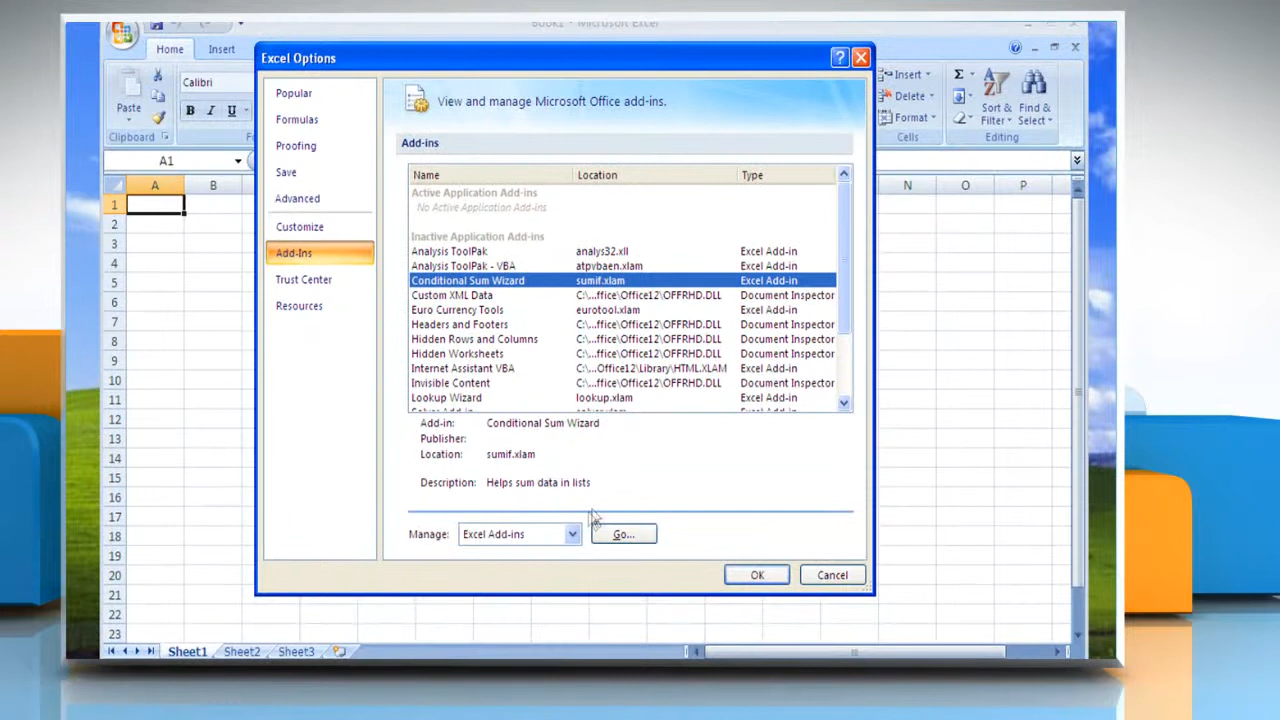 Book1 - Microsoft Excel
Home
Insert
Paste
Clipboard
Calibri
B I U
Insert
Delete
Format
Cells
Σ
Sort & Filter
Find & Select
Editing
A1
A B N O P
1
2
3
4
5
6
7
8
9
10
11
12
13
14
15
16
17
18
19
20
21
22
23
Sheet1 Sheet2 Sheet3
Excel Options
Popular
Formulas
Proofing
Save
Advanced
Customize
Add-Ins
Trust Center
Resources
View and manage Microsoft Office add-ins.
Add-ins
Name Location Type
Active Application Add-ins
No Active Application Add-ins
Inactive Application Add-ins
Analysis ToolPak analys32.xll Excel Add-in
Analysis ToolPak - VBA atpvbaen.xlam Excel Add-in
Conditional Sum Wizard sumif.xlam Excel Add-in
Custom XML Data C:\...ffice\Office12\OFFRHD.DLL Document Inspector
Euro Currency Tools eurotool.xlam Excel Add-in
Headers and Footers C:\...ffice\Office12\OFFRHD.DLL Document Inspector
Hidden Rows and Columns C:\...ffice\Office12\OFFRHD.DLL Document Inspector
Hidden Worksheets C:\...ffice\Office12\OFFRHD.DLL Document Inspector
Internet Assistant VBA C:\...Office12\Library\HTML.XLAM Excel Add-in
Invisible Content C:\...ffice\Office12\OFFRHD.DLL Document Inspector
Lookup Wizard lookup.xlam Excel Add-in
Add-in: Conditional Sum Wizard
Publisher:
Location: sumif.xlam
Description: Helps sum data in lists
Manage: Excel Add-ins Go...
OK Cancel